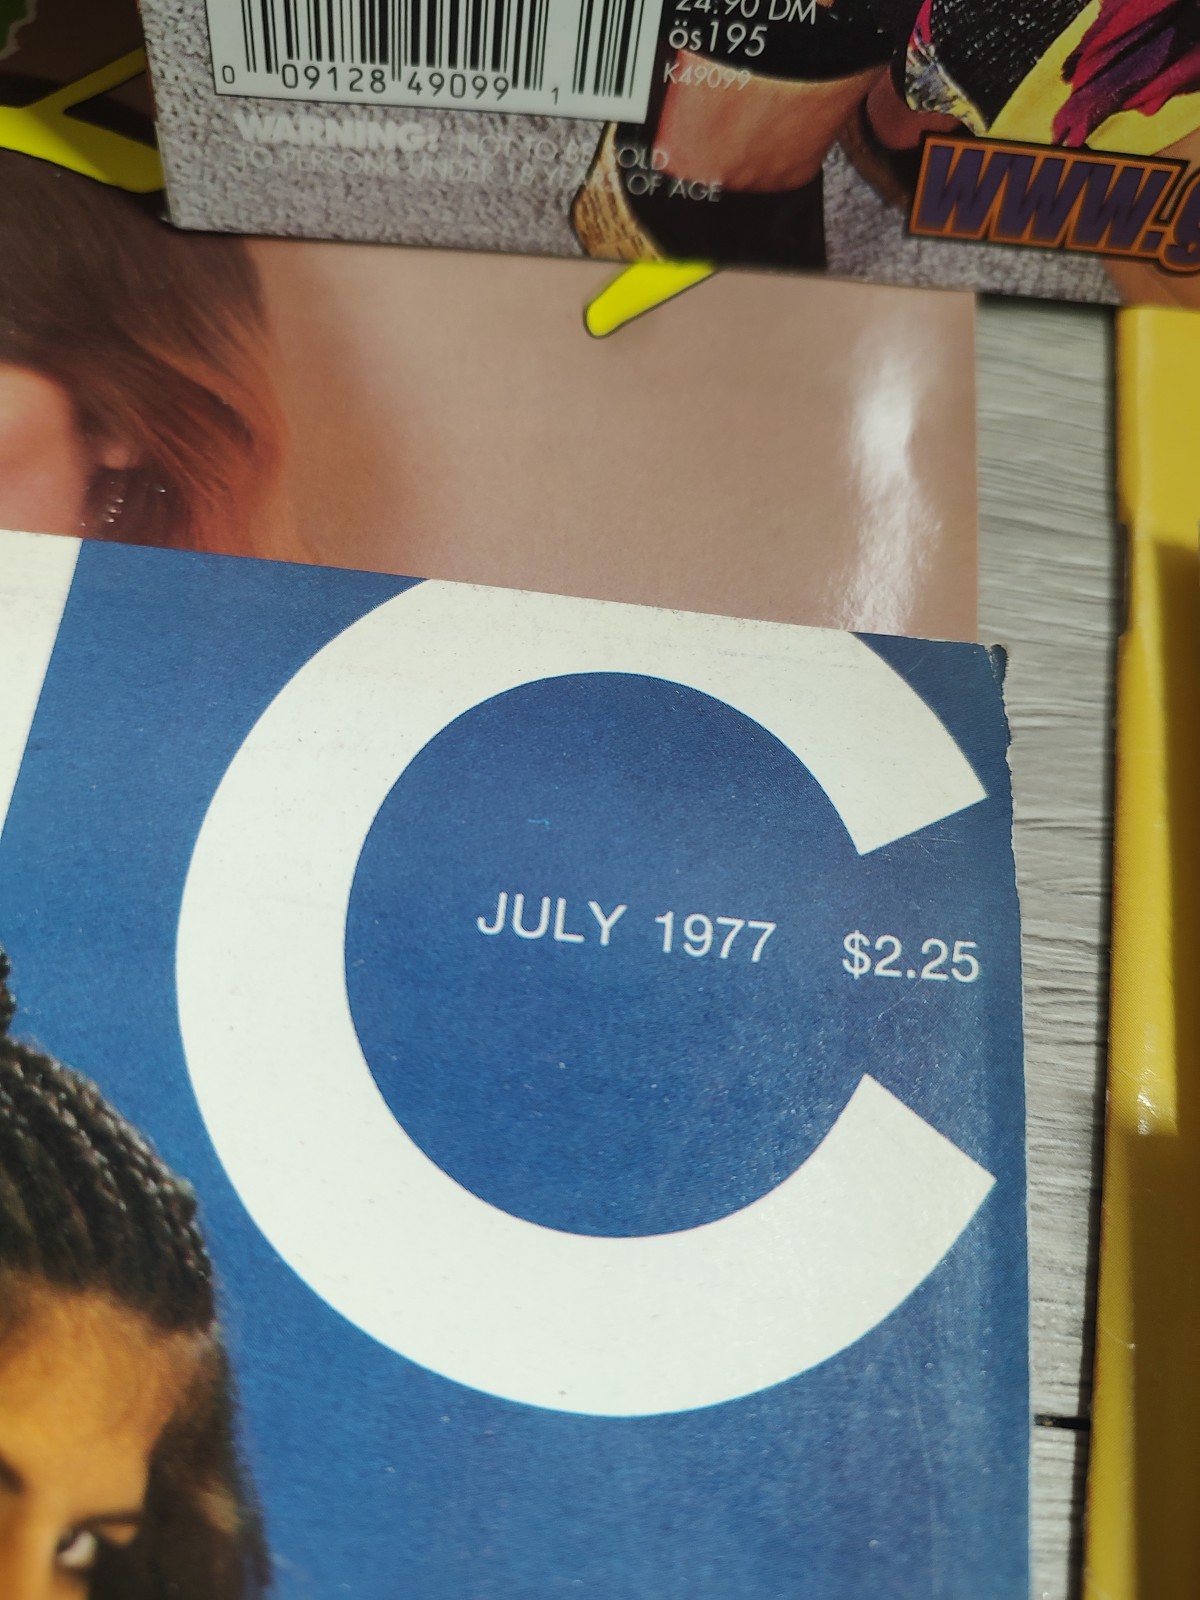 24.90 DM
ös195
K49099
0 09128 49099 1
WARNING! NOT TO BE SOLD
TO PERSONS UNDER 18 YEARS OF AGE
WWW.
C
JULY 1977 $2.25